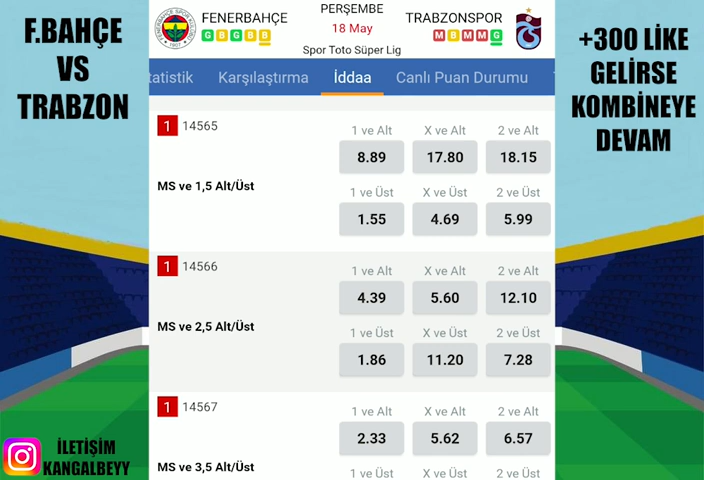 F.BAHÇE
VS
TRABZON
FENERBAHÇE
G B G B B
PERŞEMBE
18 May
Spor Toto Süper Lig
TRABZONSPOR
M B M M G
+300 LİKE
GELİRSE
KOMBİNEYE
DEVAM
tatistik Karşılaştırma İddaa Canlı Puan Durumu
1 14565
MS ve 1,5 Alt/Üst
1 ve Alt X ve Alt 2 ve Alt
8.89 17.80 18.15
1 ve Üst X ve Üst 2 ve Üst
1.55 4.69 5.99
1 14566
MS ve 2,5 Alt/Üst
1 ve Alt X ve Alt 2 ve Alt
4.39 5.60 12.10
1 ve Üst X ve Üst 2 ve Üst
1.86 11.20 7.28
1 14567
MS ve 3,5 Alt/Üst
1 ve Alt X ve Alt 2 ve Alt
2.33 5.62 6.57
1 ve Üst X ve Üst 2 ve Üst
İLETİŞİM
KANGALBEYY